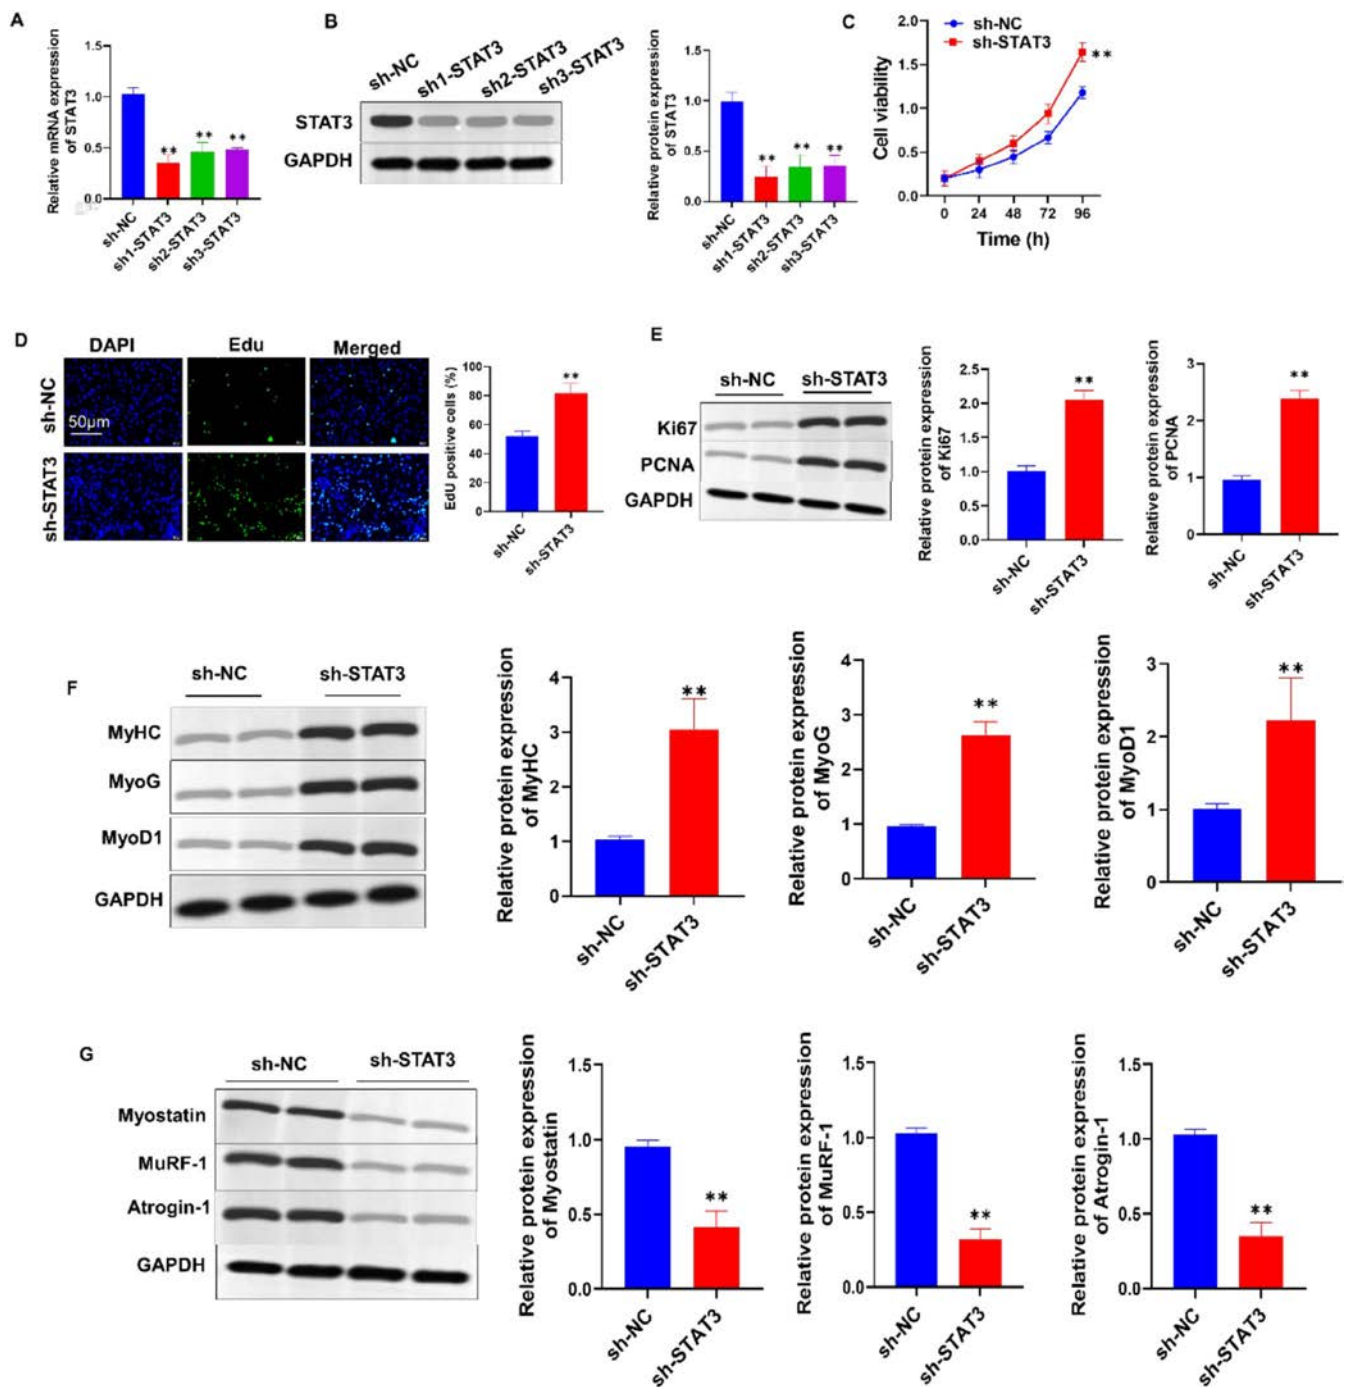 A
Relative mRNA expression
of STAT3
1.5
1.0
0.5
0.0
**
**
**
sh-NC
sh1-STAT3
sh2-STAT3
sh3-STAT3
B
sh-NC
sh1-STAT3
sh2-STAT3
sh3-STAT3
STAT3
GAPDH
Relative protein expression
of STAT3
1.5
1.0
0.5
0.0
**
**
**
sh-NC
sh1-STAT3
sh2-STAT3
sh3-STAT3
C
sh-NC
sh-STAT3
Cell viability
2.0
1.5
1.0
0.5
0.0
**
0 24 48 72 96
Time (h)
D
DAPI Edu Merged
sh-NC
50μm
sh-STAT3
EdU positive cells (%)
100
80
60
40
20
0
**
sh-NC
sh-STAT3
E
sh-NC sh-STAT3
Ki67
PCNA
GAPDH
Relative protein expression
of Ki67
2.5
2.0
1.5
1.0
0.5
0.0
**
sh-NC
sh-STAT3
Relative protein expression
of PCNA
3
2
1
0
**
sh-NC
sh-STAT3
F
sh-NC sh-STAT3
MyHC
MyoG
MyoD1
GAPDH
Relative protein expression
of MyHC
4
3
2
1
0
**
sh-NC
sh-STAT3
Relative protein expression
of MyoG
4
3
2
1
0
**
sh-NC
sh-STAT3
Relative protein expression
of MyoD1
3
2
1
0
**
sh-NC
sh-STAT3
G
sh-NC sh-STAT3
Myostatin
MuRF-1
Atrogin-1
GAPDH
Relative protein expression
of Myostatin
1.5
1.0
0.5
0.0
**
sh-NC
sh-STAT3
Relative protein expression
of MuRF-1
1.5
1.0
0.5
0.0
**
sh-NC
sh-STAT3
Relative protein expression
of Atrogin-1
1.5
1.0
0.5
0.0
**
sh-NC
sh-STAT3